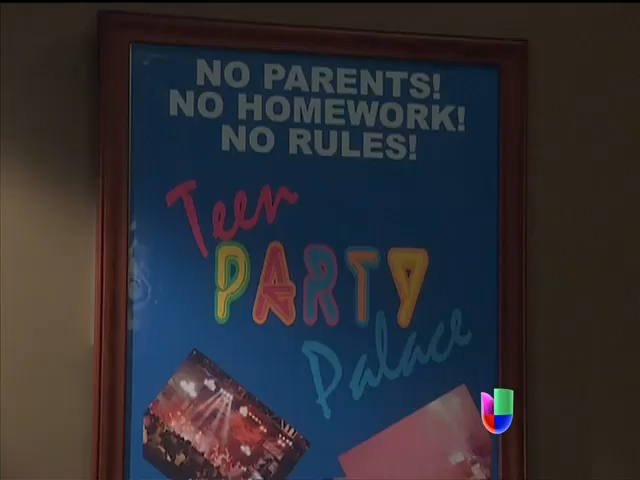 NO PARENTS!
NO HOMEWORK!
NO RULES!
Teen
PARTY
Palace